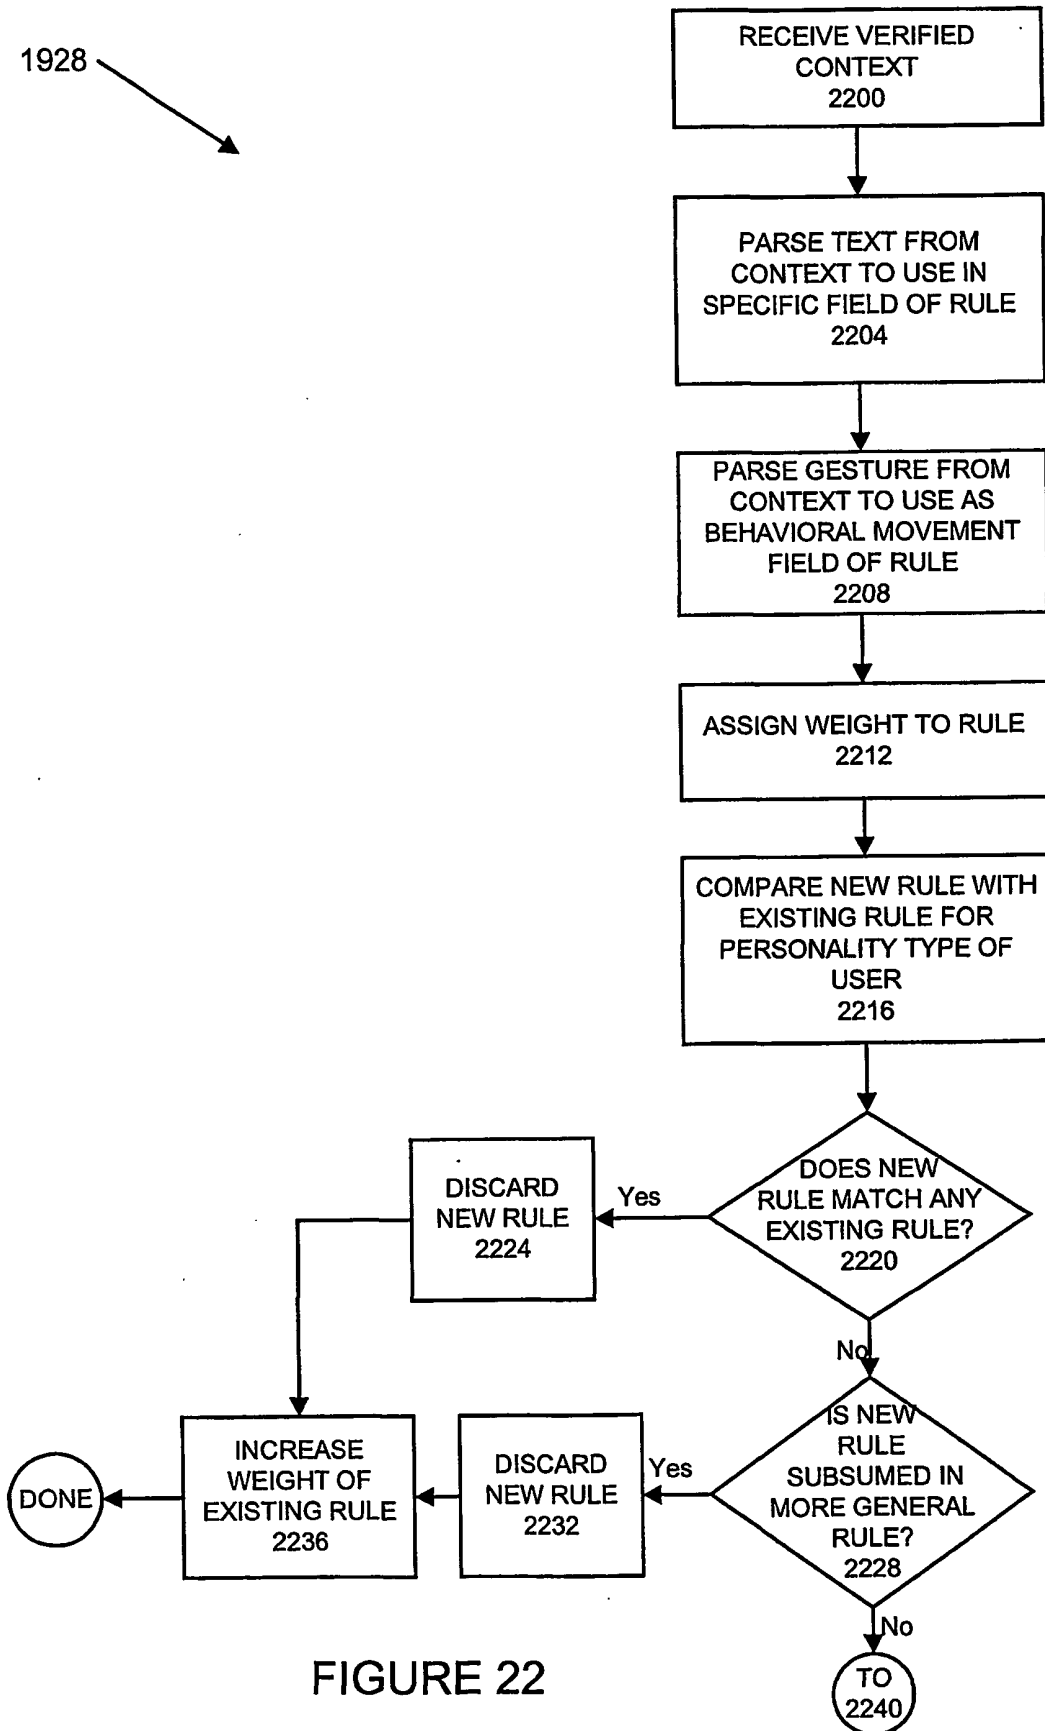 1928
RECEIVE VERIFIED
CONTEXT
2200
PARSE TEXT FROM
CONTEXT TO USE IN
SPECIFIC FIELD OF RULE
2204
PARSE GESTURE FROM
CONTEXT TO USE AS
BEHAVIORAL MOVEMENT
FIELD OF RULE
2208
ASSIGN WEIGHT TO RULE
2212
COMPARE NEW RULE WITH
EXISTING RULE FOR
PERSONALITY TYPE OF
USER
2216
DOES NEW
RULE MATCH ANY
EXISTING RULE?
2220
Yes
DISCARD
NEW RULE
2224
No
IS NEW
RULE
SUBSUMED IN
MORE GENERAL
RULE?
2228
Yes
DISCARD
NEW RULE
2232
INCREASE
WEIGHT OF
EXISTING RULE
2236
DONE
No
TO
2240
FIGURE 22